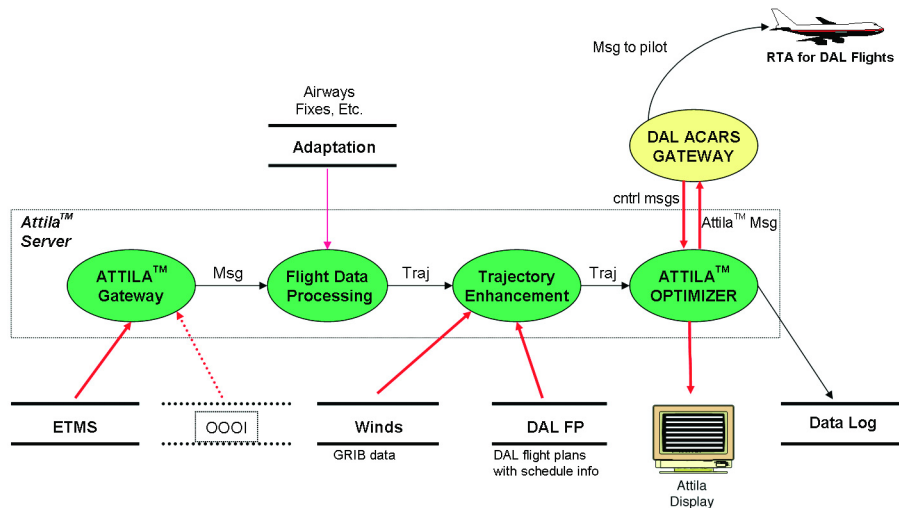 Msg to pilot
RTA for DAL Flights
Airways
Fixes, Etc.
Adaptation
DAL ACARS
GATEWAY
cntrl msgs
Attila™ Msg
Attila™
Server
ATTILA™
Gateway
Msg
Flight Data
Processing
Traj
Trajectory
Enhancement
Traj
ATTILA™
OPTIMIZER
ETMS
OOOI
Winds
GRIB data
DAL FP
DAL flight plans
with schedule info
Attila
Display
Data Log